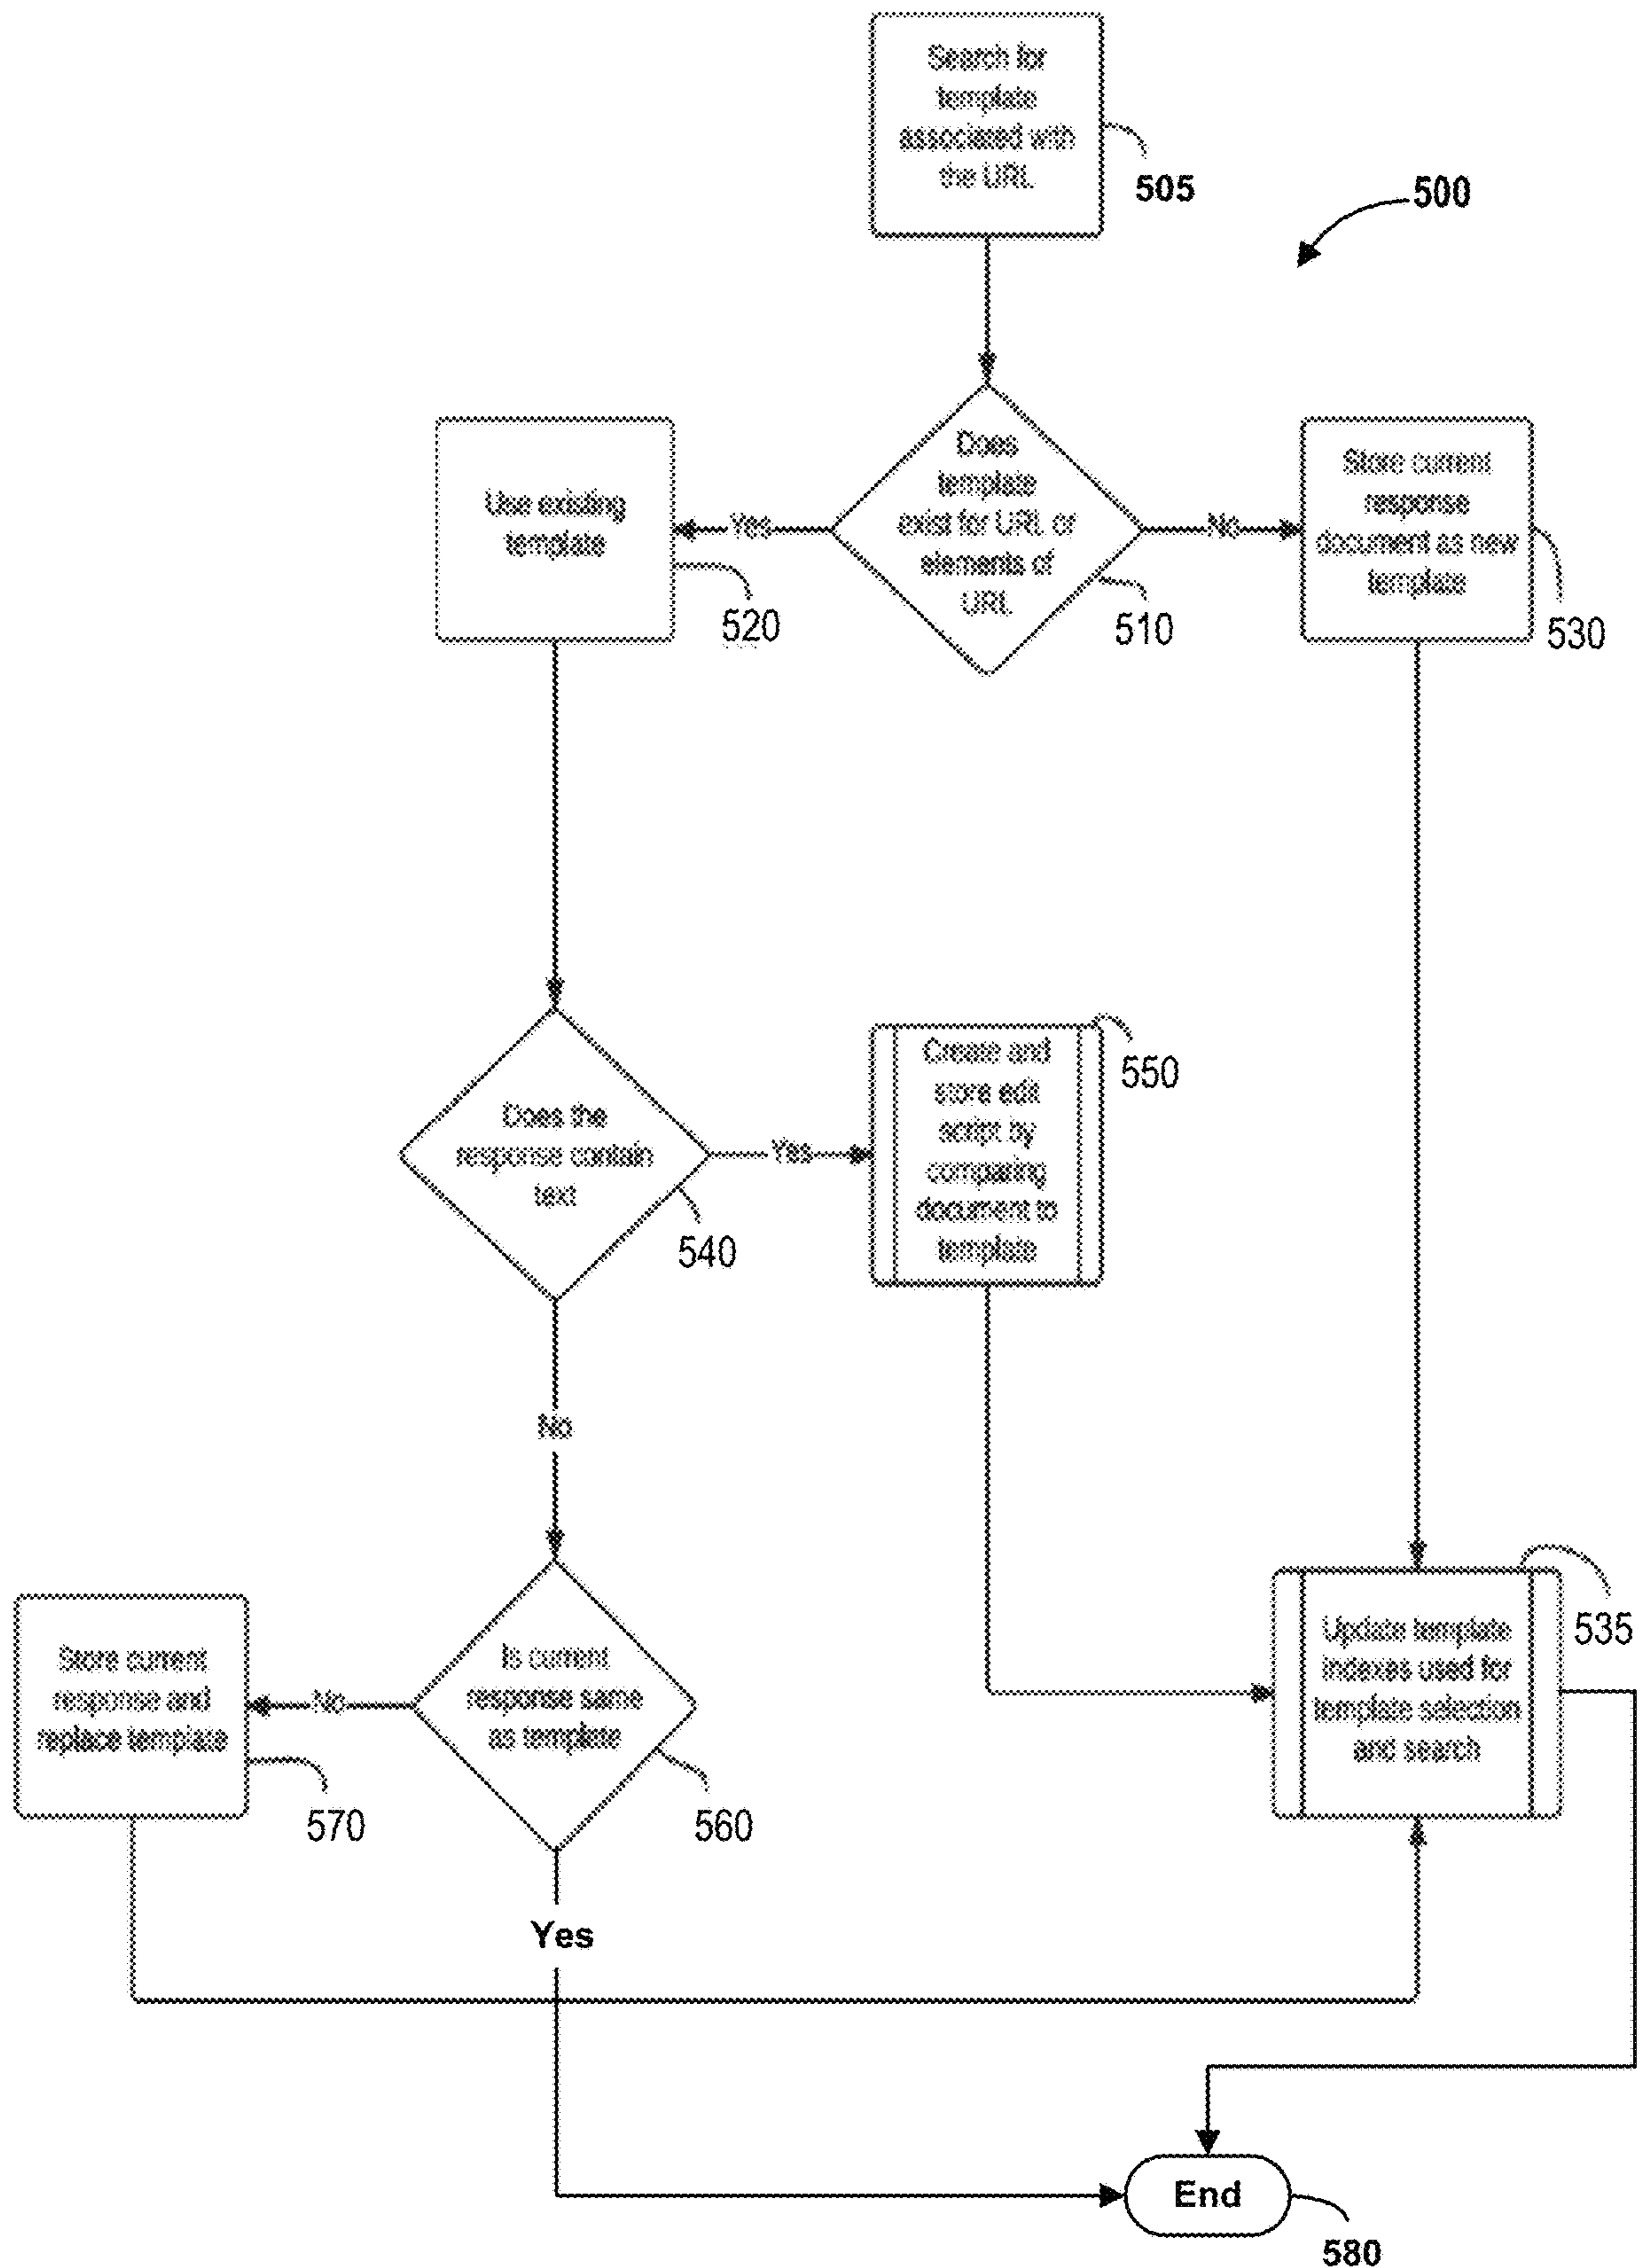 Search for
template
associated with
the URL
505
500
Does
template
exist for URL or
elements of
URL
510
Yes
No
Use existing
template
520
Store current
response
document as new
template
530
Does the
response contain
text
540
Yes
No
Create and
store edit
script by
comparing
document to
template
550
Is current
response same
as template
560
No
Yes
Store current
response and
replace template
570
Update template
indexes used for
template selection
and search
535
End
580